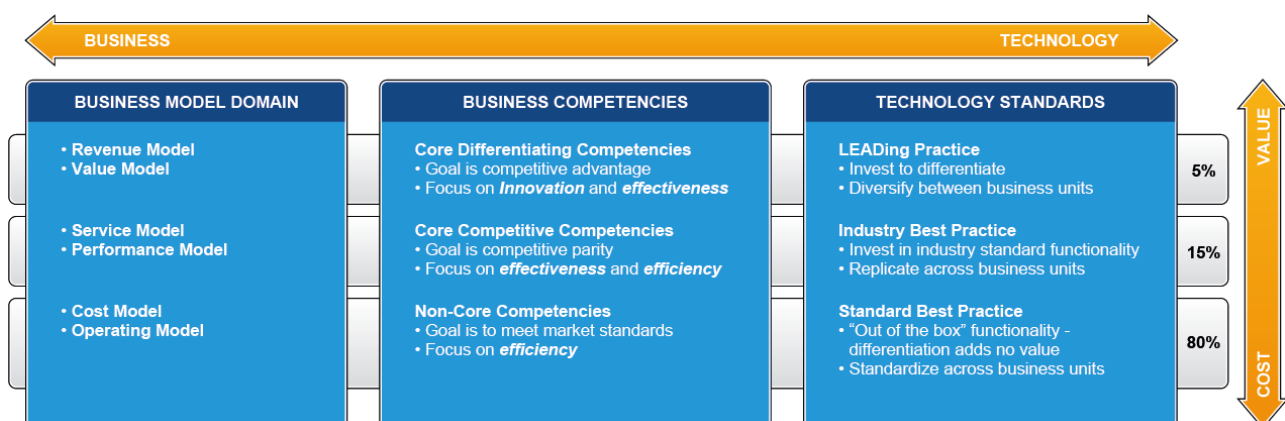 BUSINESS
TECHNOLOGY
BUSINESS MODEL DOMAIN
• Revenue Model
• Value Model
• Service Model
• Performance Model
• Cost Model
• Operating Model
BUSINESS COMPETENCIES
Core Differentiating Competencies
• Goal is competitive advantage
• Focus on Innovation and effectiveness
Core Competitive Competencies
• Goal is competitive parity
• Focus on effectiveness and efficiency
Non-Core Competencies
• Goal is to meet market standards
• Focus on efficiency
TECHNOLOGY STANDARDS
LEADing Practice
• Invest to differentiate
• Diversify between business units
Industry Best Practice
• Invest in industry standard functionality
• Replicate across business units
Standard Best Practice
• “Out of the box” functionality -
differentiation adds no value
• Standardize across business units
5%
15%
80%
VALUE
COST